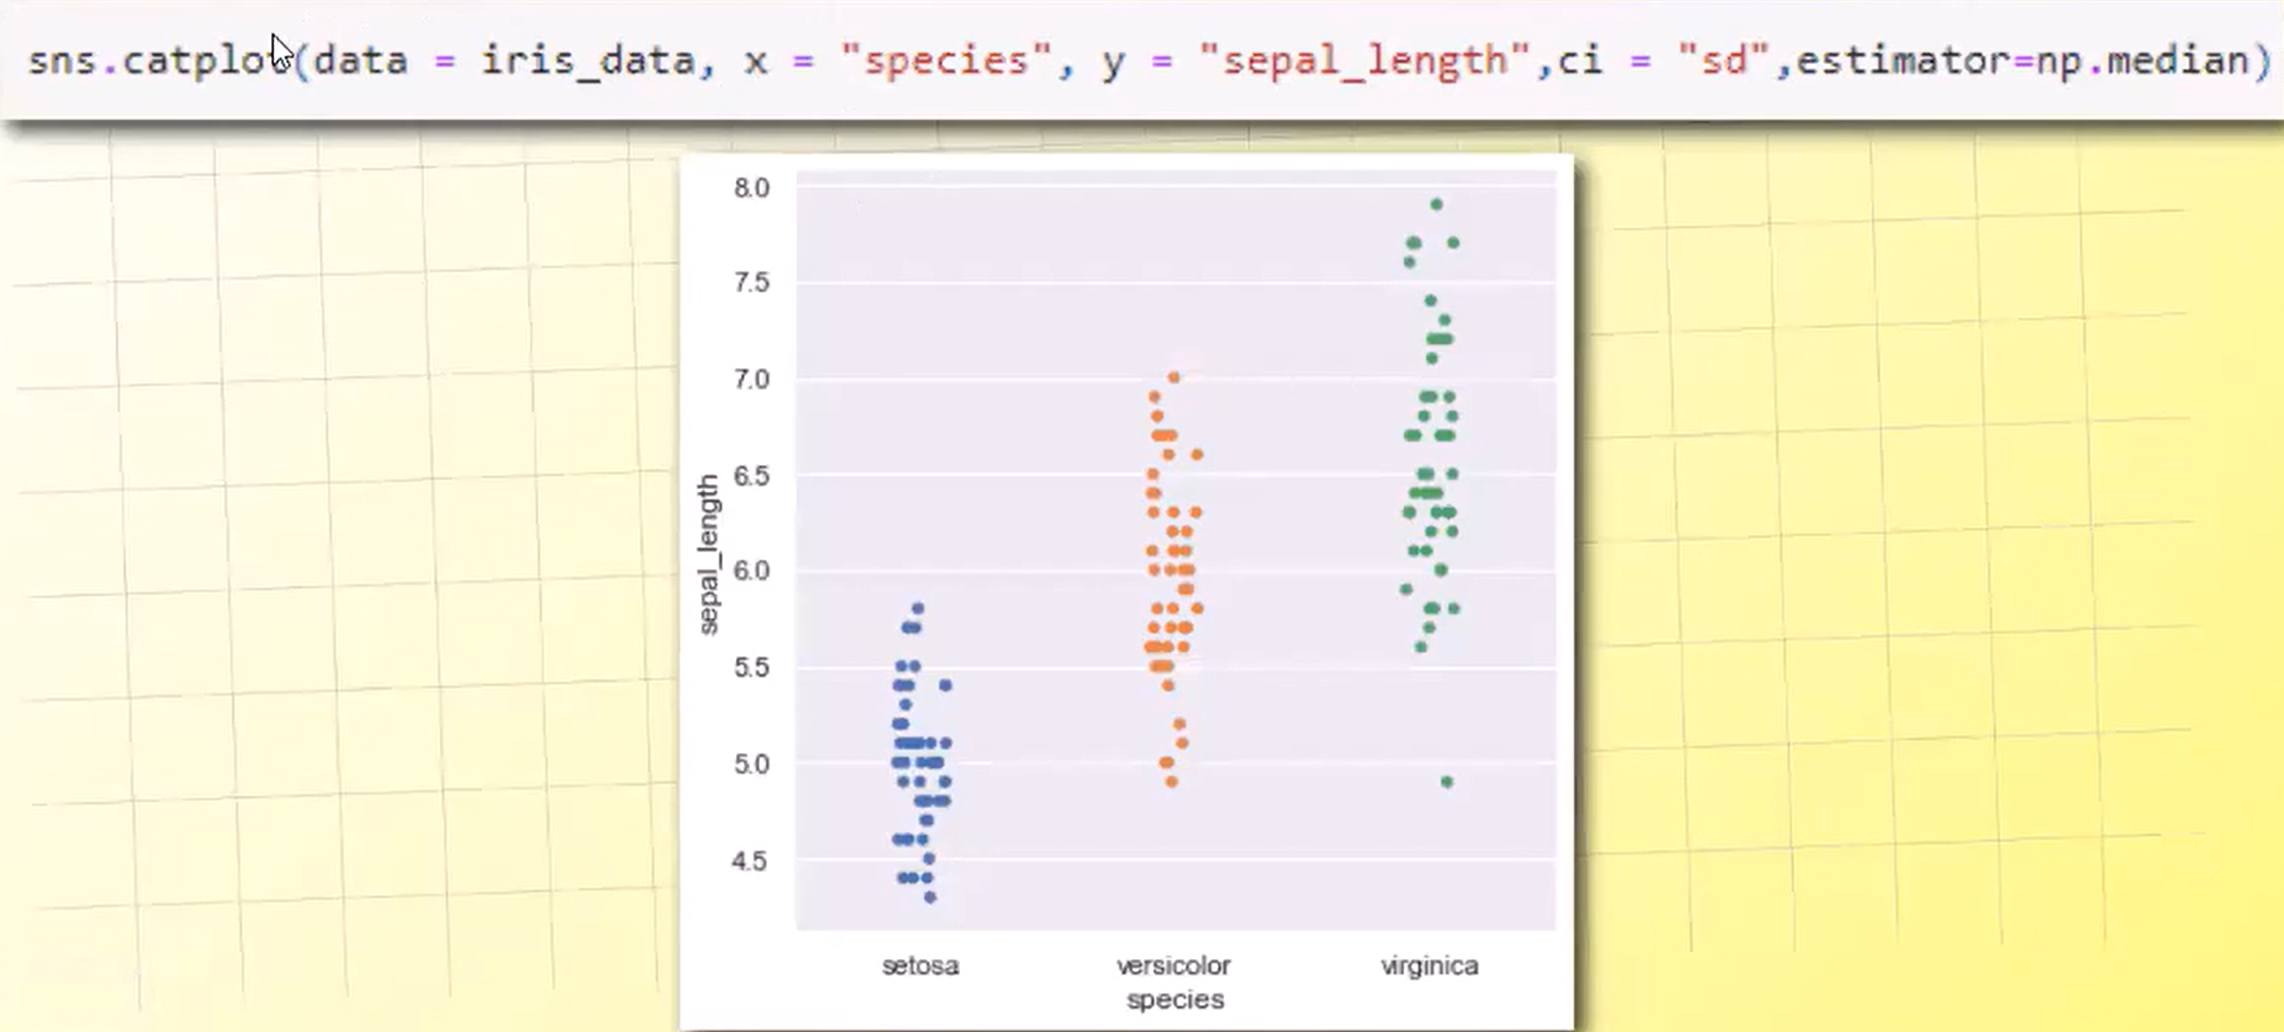 sns.catplot(data = iris_data, x = "species", y = "sepal_length",ci = "sd",estimator=np.median)
8.0
7.5
7.0
6.5
6.0
5.5
5.0
4.5
sepal_length
setosa versicolor virginica
species